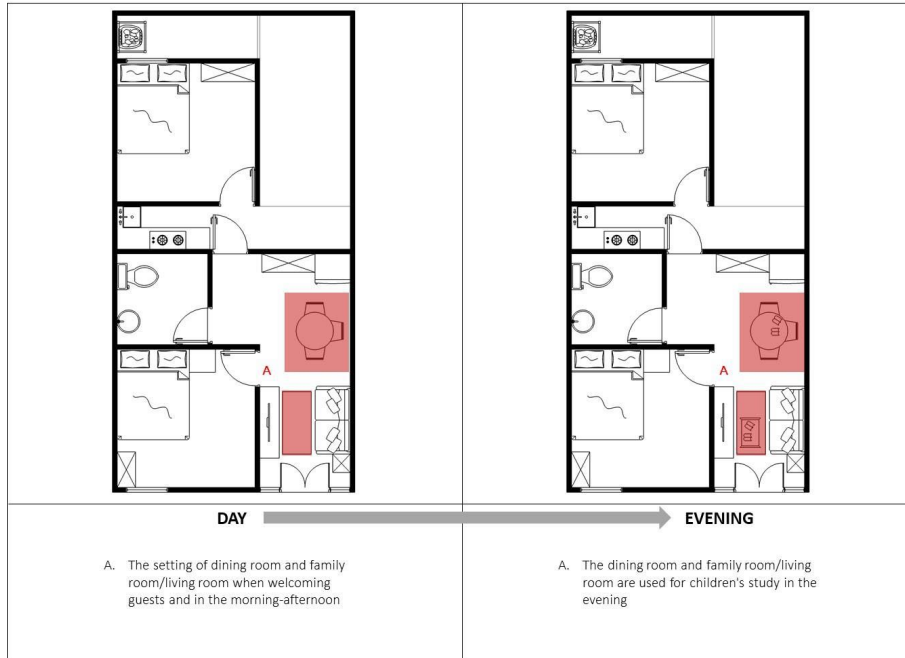 A
A
DAY
EVENING
A. The setting of dining room and family
room/living room when welcoming
guests and in the morning-afternoon
A. The dining room and family room/living
room are used for children's study in the
evening